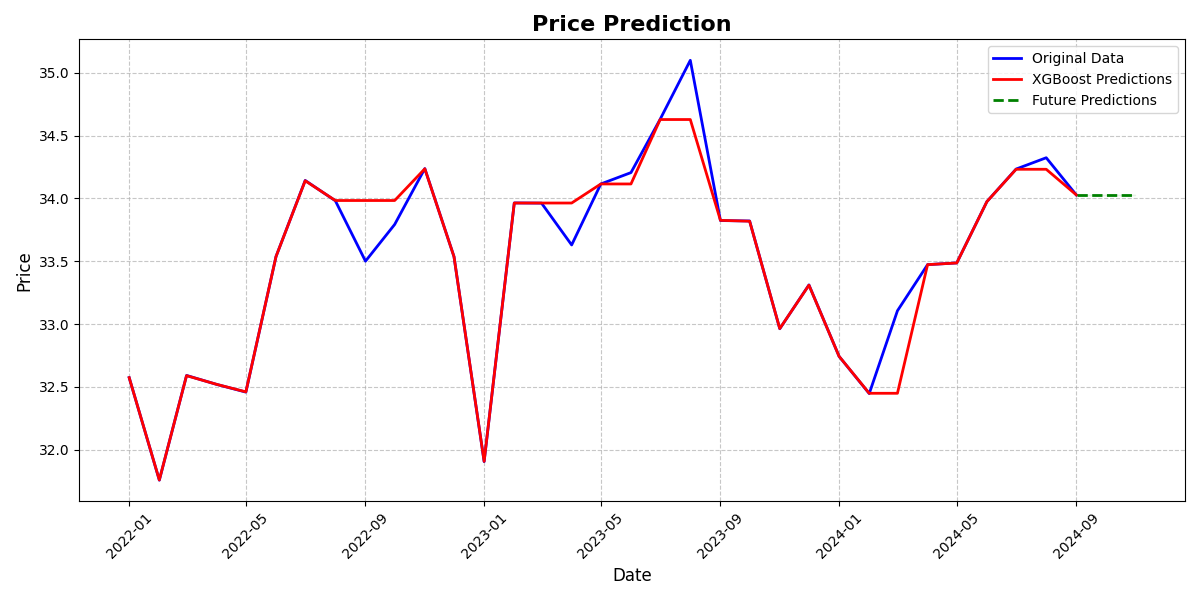 Price Prediction
Original Data
XGBoost Predictions
Future Predictions
Price
35.0
34.5
34.0
33.5
33.0
32.5
32.0
2022-01
2022-05
2022-09
2023-01
2023-05
2023-09
2024-01
2024-05
2024-09
Date